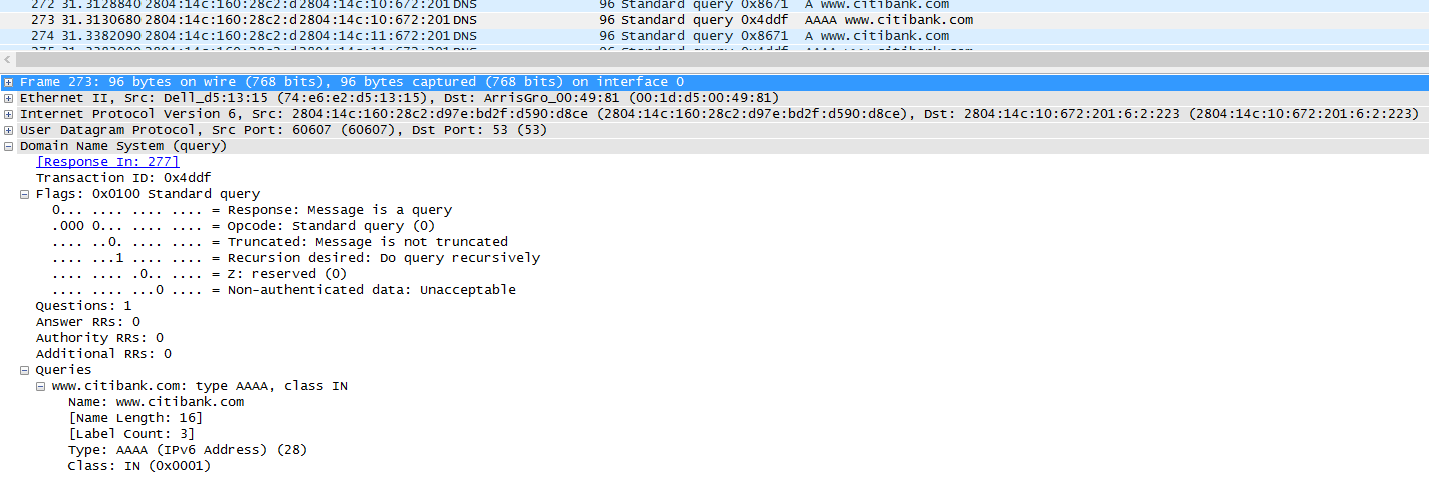 272 31.3128840 2804:14c:160:28c2:d 2804:14c:10:672:201 DNS 96 Standard query 0x8671 A www.citibank.com
273 31.3130680 2804:14c:160:28c2:d 2804:14c:10:672:201 DNS 96 Standard query 0x4ddf AAAA www.citibank.com
274 31.3382090 2804:14c:160:28c2:d 2804:14c:11:672:201 DNS 96 Standard query 0x8671 A www.citibank.com
Frame 273: 96 bytes on wire (768 bits), 96 bytes captured (768 bits) on interface 0
Ethernet II, Src: Dell_d5:13:15 (74:e6:e2:d5:13:15), Dst: ArrisGro_00:49:81 (00:1d:d5:00:49:81)
Internet Protocol Version 6, Src: 2804:14c:160:28c2:d97e:bd2f:d590:d8ce (2804:14c:160:28c2:d97e:bd2f:d590:d8ce), Dst: 2804:14c:10:672:201:6:2:223 (2804:14c:10:672:201:6:2:223)
User Datagram Protocol, Src Port: 60607 (60607), Dst Port: 53 (53)
Domain Name System (query)
[Response In: 277]
Transaction ID: 0x4ddf
Flags: 0x0100 Standard query
0... .... .... .... = Response: Message is a query
.000 0... .... .... = Opcode: Standard query (0)
.... ..0. .... .... = Truncated: Message is not truncated
.... ...1 .... .... = Recursion desired: Do query recursively
.... .... .0.. .... = Z: reserved (0)
.... .... ...0 .... = Non-authenticated data: Unacceptable
Questions: 1
Answer RRs: 0
Authority RRs: 0
Additional RRs: 0
Queries
www.citibank.com: type AAAA, class IN
Name: www.citibank.com
[Name Length: 16]
[Label Count: 3]
Type: AAAA (IPv6 Address) (28)
Class: IN (0x0001)